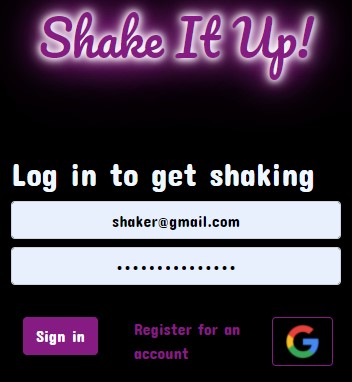 Shake It Up!
Log in to get shaking
shaker@gmail.com
•••••••••••••••
Sign in
Register for an
account